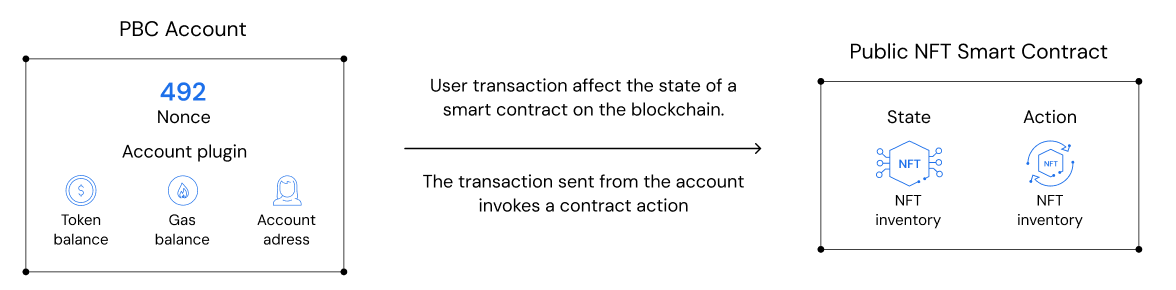 PBC Account
492
Nonce
Account plugin
$
Token
balance
Gas
balance
Account
adress
User transaction affect the state of a
smart contract on the blockchain.
The transaction sent from the account
invokes a contract action
Public NFT Smart Contract
State
NFT
NFT
inventory
Action
NFT
NFT
inventory